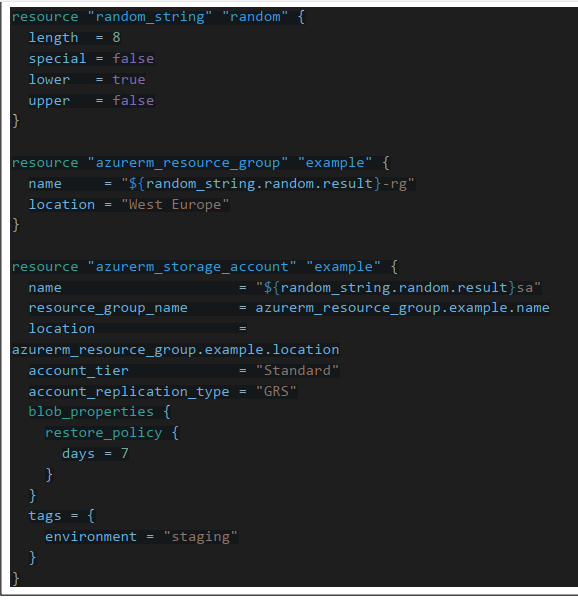 resource "random_string" "random" {
  length  = 8
  special = false
  lower   = true
  upper   = false
}

resource "azurerm_resource_group" "example" {
  name     = "${random_string.random.result}-rg"
  location = "West Europe"
}

resource "azurerm_storage_account" "example" {
  name                     = "${random_string.random.result}sa"
  resource_group_name      = azurerm_resource_group.example.name
  location                 =
azurerm_resource_group.example.location
  account_tier             = "Standard"
  account_replication_type = "GRS"
  blob_properties {
    restore_policy {
      days = 7
    }
  }
  tags = {
    environment = "staging"
  }
}